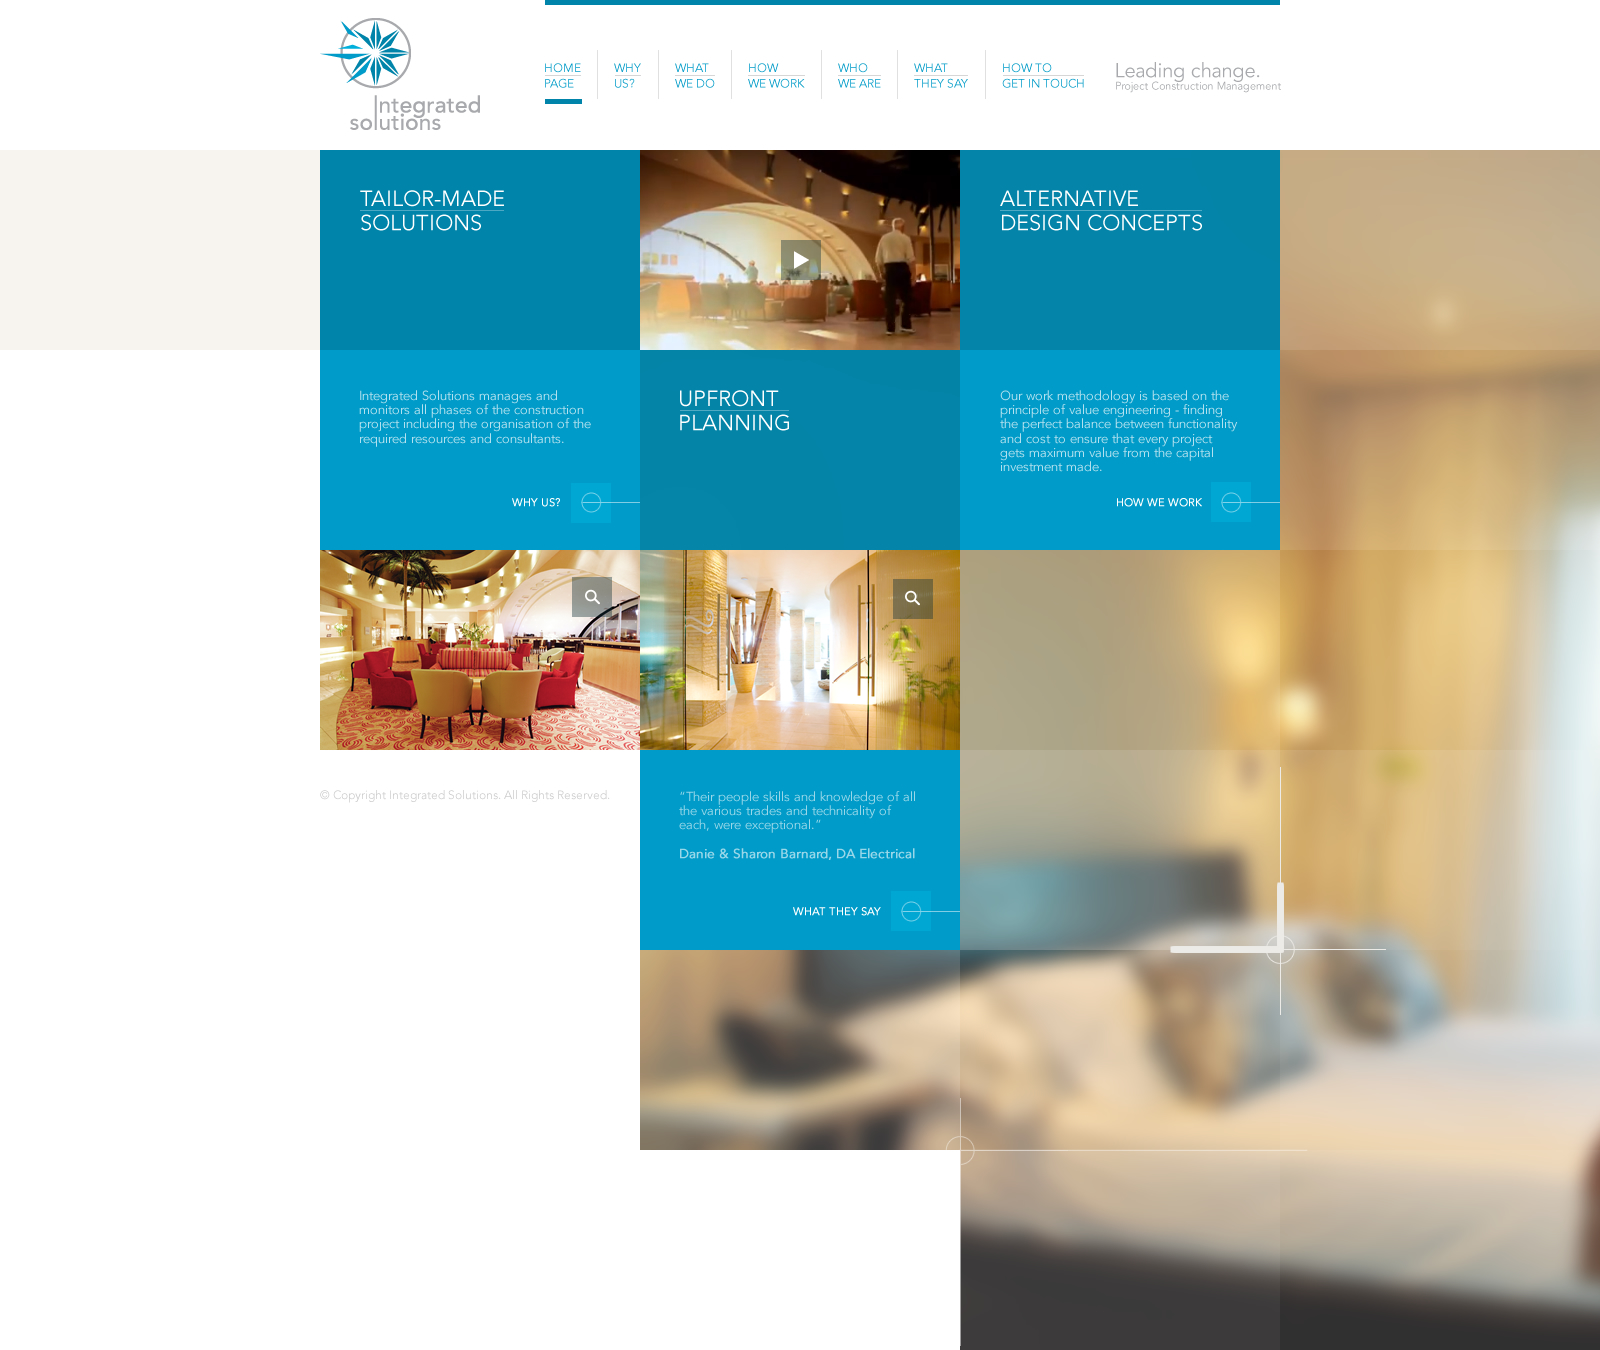 Integrated
solutions
HOME
PAGE
WHY
US?
WHAT
WE DO
HOW
WE WORK
WHO
WE ARE
WHAT
THEY SAY
HOW TO
GET IN TOUCH
Leading change.
Project Construction Management
TAILOR-MADE
SOLUTIONS
ALTERNATIVE
DESIGN CONCEPTS
Integrated Solutions manages and
monitors all phases of the construction
project including the organisation of the
required resources and consultants.
WHY US?
UPFRONT
PLANNING
Our work methodology is based on the
principle of value engineering - finding
the perfect balance between functionality
and cost to ensure that every project
gets maximum value from the capital
investment made.
HOW WE WORK
© Copyright Integrated Solutions. All Rights Reserved.
“Their people skills and knowledge of all
the various trades and technicality of
each, were exceptional.”
Danie & Sharon Barnard, DA Electrical
WHAT THEY SAY